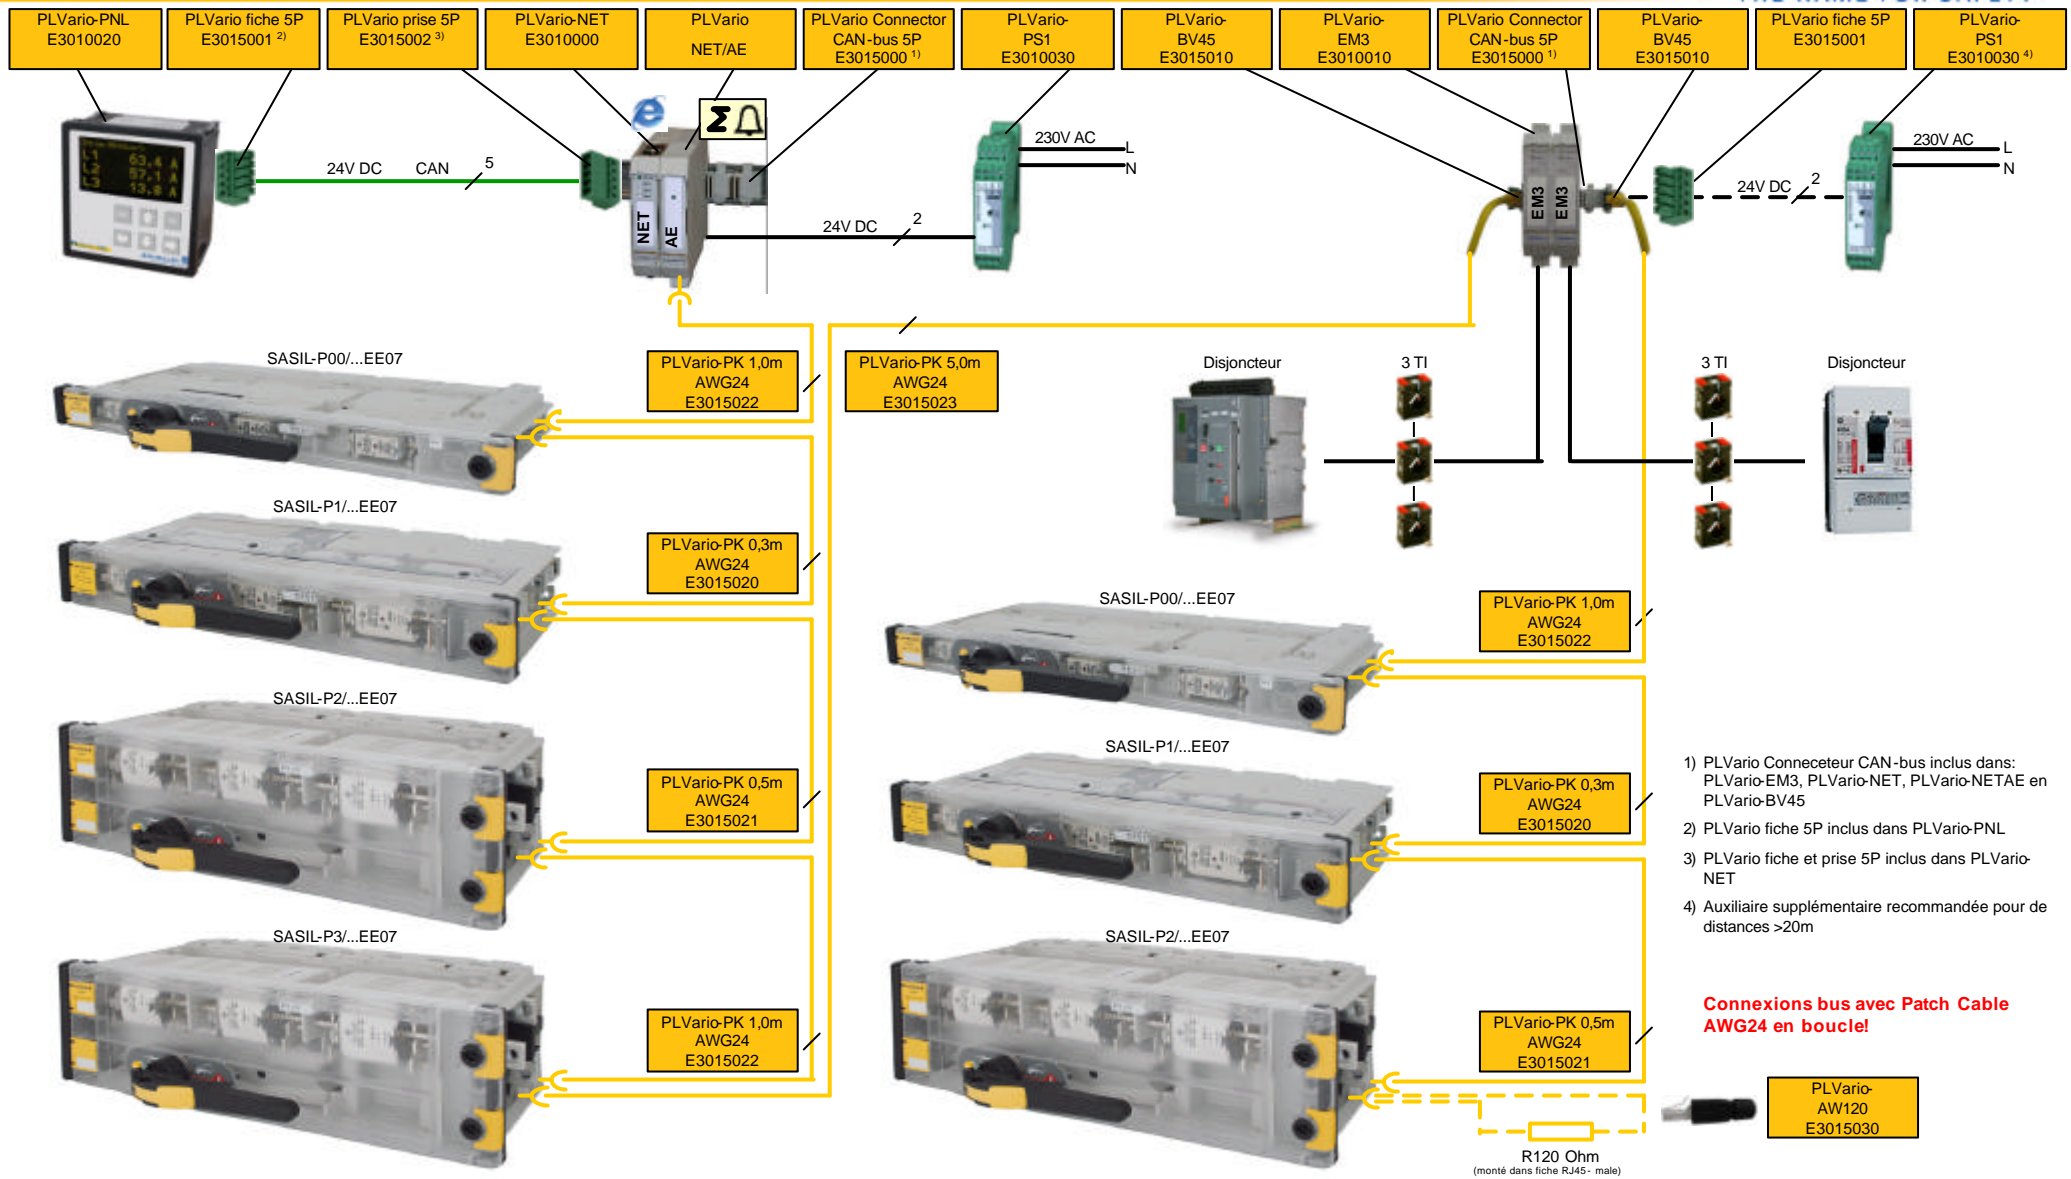 PLVario-PNL
E3010020
PLVario fiche 5P
E3015001 2)
PLVario prise 5P
E3015002 3)
PLVario-NET
E3010000
PLVario
NET/AE
PLVario Connector
CAN-bus 5P
E3015000 1)
PLVario-
PS1
E3010030
PLVario-
BV45
E3015010
PLVario-
EM3
E3010010
PLVario Connector
CAN-bus 5P
E3015000 1)
PLVario-
BV45
E3015010
PLVario fiche 5P
E3015001
PLVario-
PS1
E3010030 4)
L1 63.4 A
L2 57.1 A
L3 13.0 A
24V DC CAN 5
NET
AE
Σ
24V DC 2
230V AC
L
N
EM3
EM3
24V DC 2
230V AC
L
N
SASIL-P00/...EE07
PLVario-PK 1,0m
AWG24
E3015022
PLVario-PK 5,0m
AWG24
E3015023
Disjoncteur
3 TI
3 TI
Disjoncteur
SASIL-P1/...EE07
PLVario-PK 0,3m
AWG24
E3015020
SASIL-P00/...EE07
PLVario-PK 1,0m
AWG24
E3015022
SASIL-P2/...EE07
PLVario-PK 0,5m
AWG24
E3015021
SASIL-P1/...EE07
PLVario-PK 0,3m
AWG24
E3015020
SASIL-P3/...EE07
PLVario-PK 1,0m
AWG24
E3015022
SASIL-P2/...EE07
PLVario-PK 0,5m
AWG24
E3015021
1) PLVario Conneceteur CAN-bus inclus dans:
PLVario-EM3, PLVario-NET, PLVario-NETAE en
PLVario-BV45
2) PLVario fiche 5P inclus dans PLVario-PNL
3) PLVario fiche et prise 5P inclus dans PLVario-
NET
4) Auxiliaire supplémentaire recommandée pour de
distances >20m
Connexions bus avec Patch Cable
AWG24 en boucle!
PLVario-
AW120
E3015030
R120 Ohm
(monté dans fiche RJ45- male)